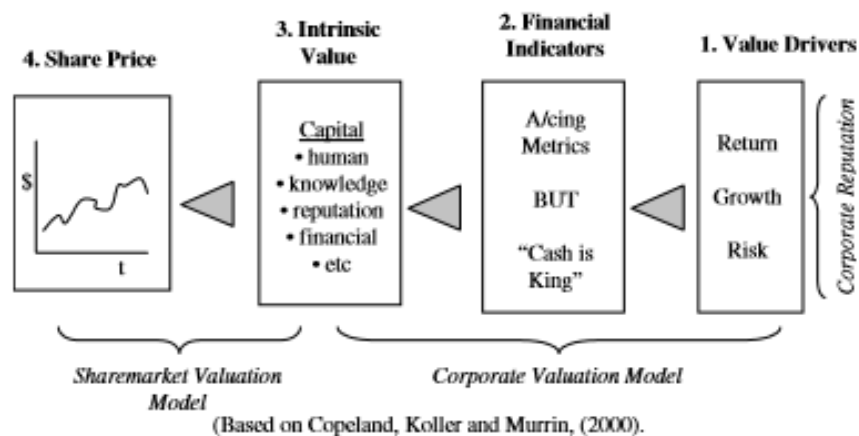 4. Share Price
3. Intrinsic
Value
2. Financial
Indicators
1. Value Drivers
$
t
Capital
• human
• knowledge
• reputation
• financial
• etc
A/cing
Metrics
BUT
“Cash is
King”
Return
Growth
Risk
Corporate Reputation
Sharemarket Valuation
Model
Corporate Valuation Model
(Based on Copeland, Koller and Murrin, (2000).